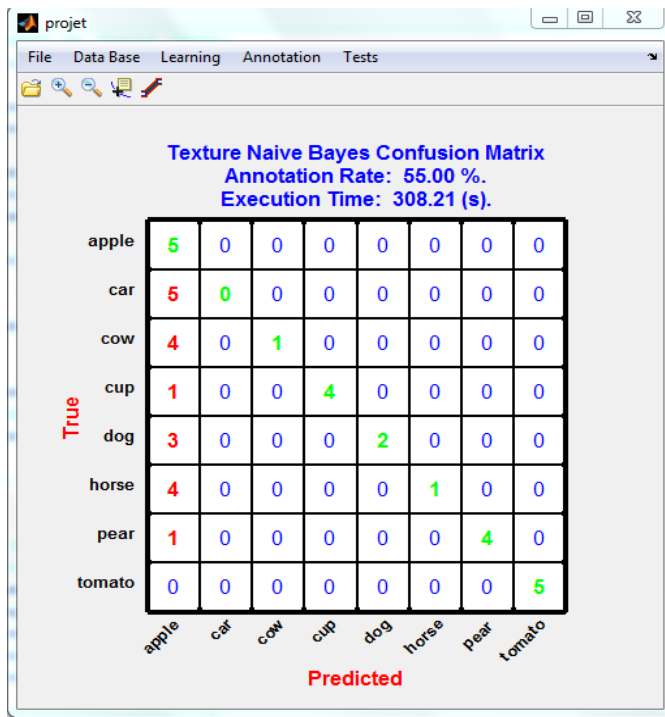 projet
File Data Base Learning Annotation Tests
Texture Naive Bayes Confusion Matrix
Annotation Rate: 55.00 %.
Execution Time: 308.21 (s).
apple 5 0 0 0 0 0 0 0
car 5 0 0 0 0 0 0 0
cow 4 0 1 0 0 0 0 0
cup 1 0 0 4 0 0 0 0
True
dog 3 0 0 0 2 0 0 0
horse 4 0 0 0 0 1 0 0
pear 1 0 0 0 0 0 4 0
tomato 0 0 0 0 0 0 0 5
apple car cow cup dog horse pear tomato
Predicted